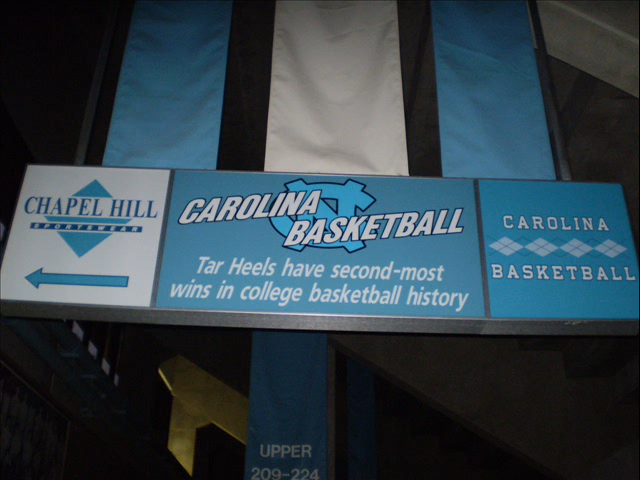 CHAPEL HILL
SPORTSWEAR
CAROLINA
BASKETBALL
Tar Heels have second-most
wins in college basketball history
CAROLINA
BASKETBALL
UPPER
209-224